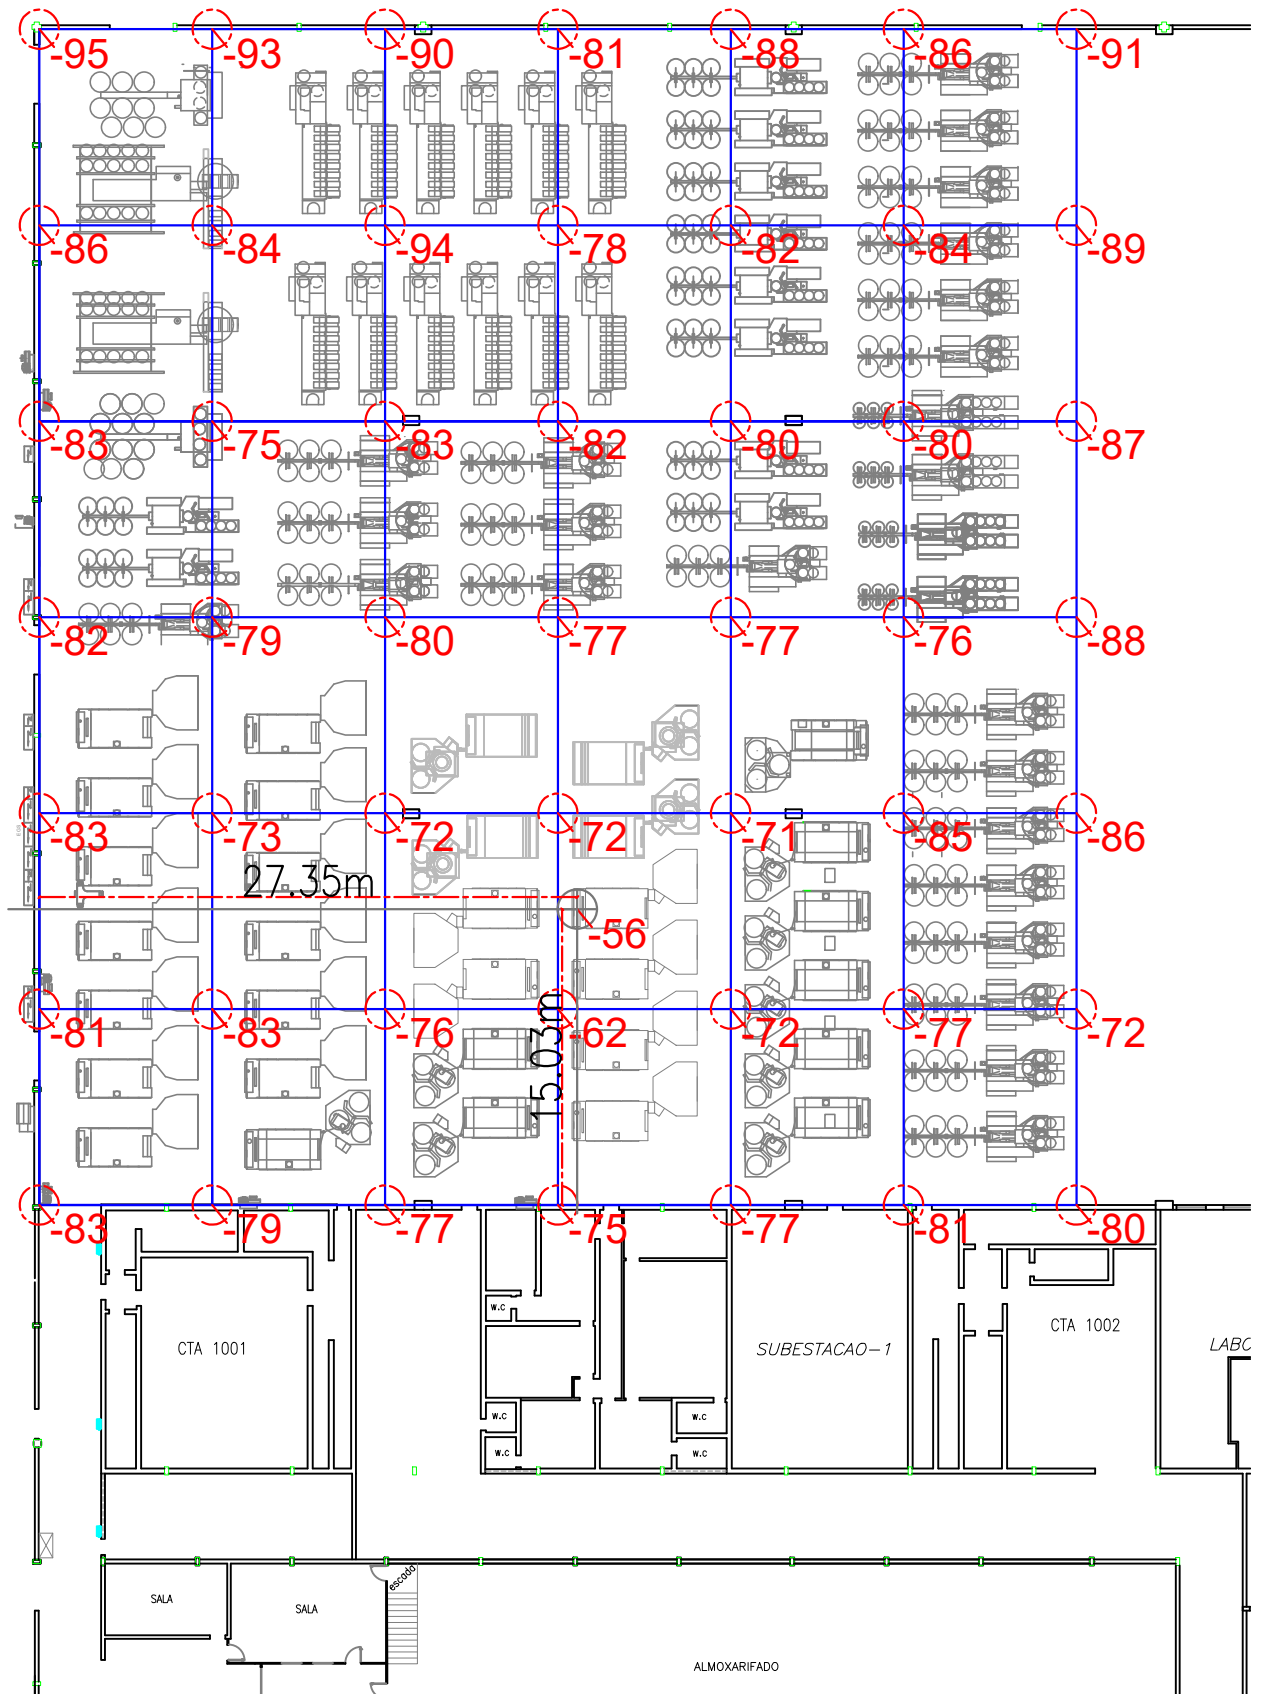 -95 -93 -90 -81 -88 -86 -91
-86 -84 -94 -78 -82 -84 -89
-83 -75 -83 -82 -80 -80 -87
-82 -79 -80 -77 -77 -76 -88
-83 -73 -72 -72 -71 -85 -86
27.35m
-56
15.03m
-81 -83 -76 -62 -72 -77 -72
-83 -79 -77 -75 -77 -81 -80
W.C
CTA 1001
SUBESTACAO-1
CTA 1002
LABC
W.C
W.C
W.C
W.C
escada
SALA
SALA
ALMOXARIFADO